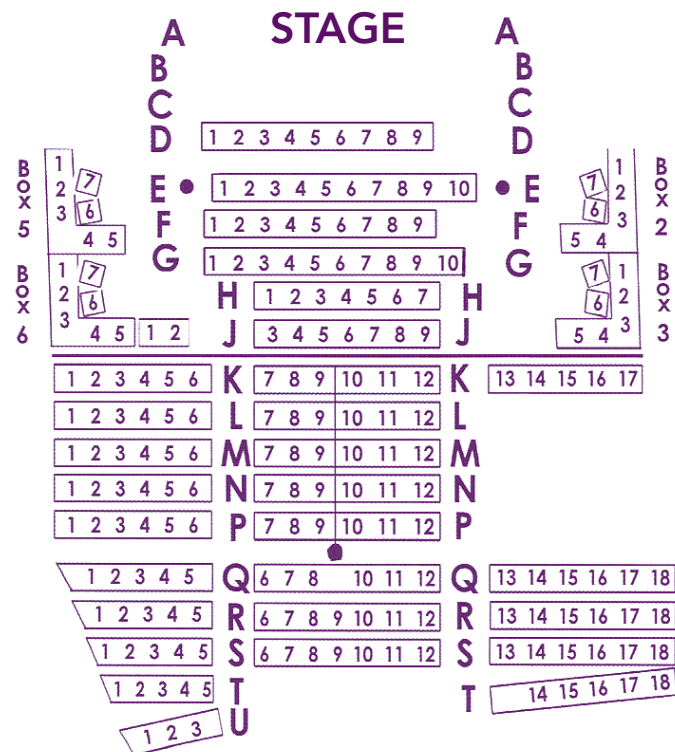 STAGE
A A
B B
C C
D 1 2 3 4 5 6 7 8 9 D
E 1 2 3 4 5 6 7 8 9 10 E
F 1 2 3 4 5 6 7 8 9 F
G 1 2 3 4 5 6 7 8 9 10 G
BOX 5
1 7
2
3 6
4 5
BOX 2
7 1
2
6 3
5 4
H 1 2 3 4 5 6 7 H
BOX 6
1 7
2 6
3
4 5
1 2 J 3 4 5 6 7 8 9 J
BOX 3
7 1
6 2
3
5 4
1 2 3 4 5 6 K 7 8 9 10 11 12 K 13 14 15 16 17
1 2 3 4 5 6 L 7 8 9 10 11 12 L
1 2 3 4 5 6 M 7 8 9 10 11 12 M
1 2 3 4 5 6 N 7 8 9 10 11 12 N
1 2 3 4 5 6 P 7 8 9 10 11 12 P
1 2 3 4 5 Q 6 7 8 10 11 12 Q 13 14 15 16 17 18
1 2 3 4 5 R 6 7 8 9 10 11 12 R 13 14 15 16 17 18
1 2 3 4 5 S 6 7 8 9 10 11 12 S 13 14 15 16 17 18
1 2 3 4 5 T T 14 15 16 17 18
1 2 3 U